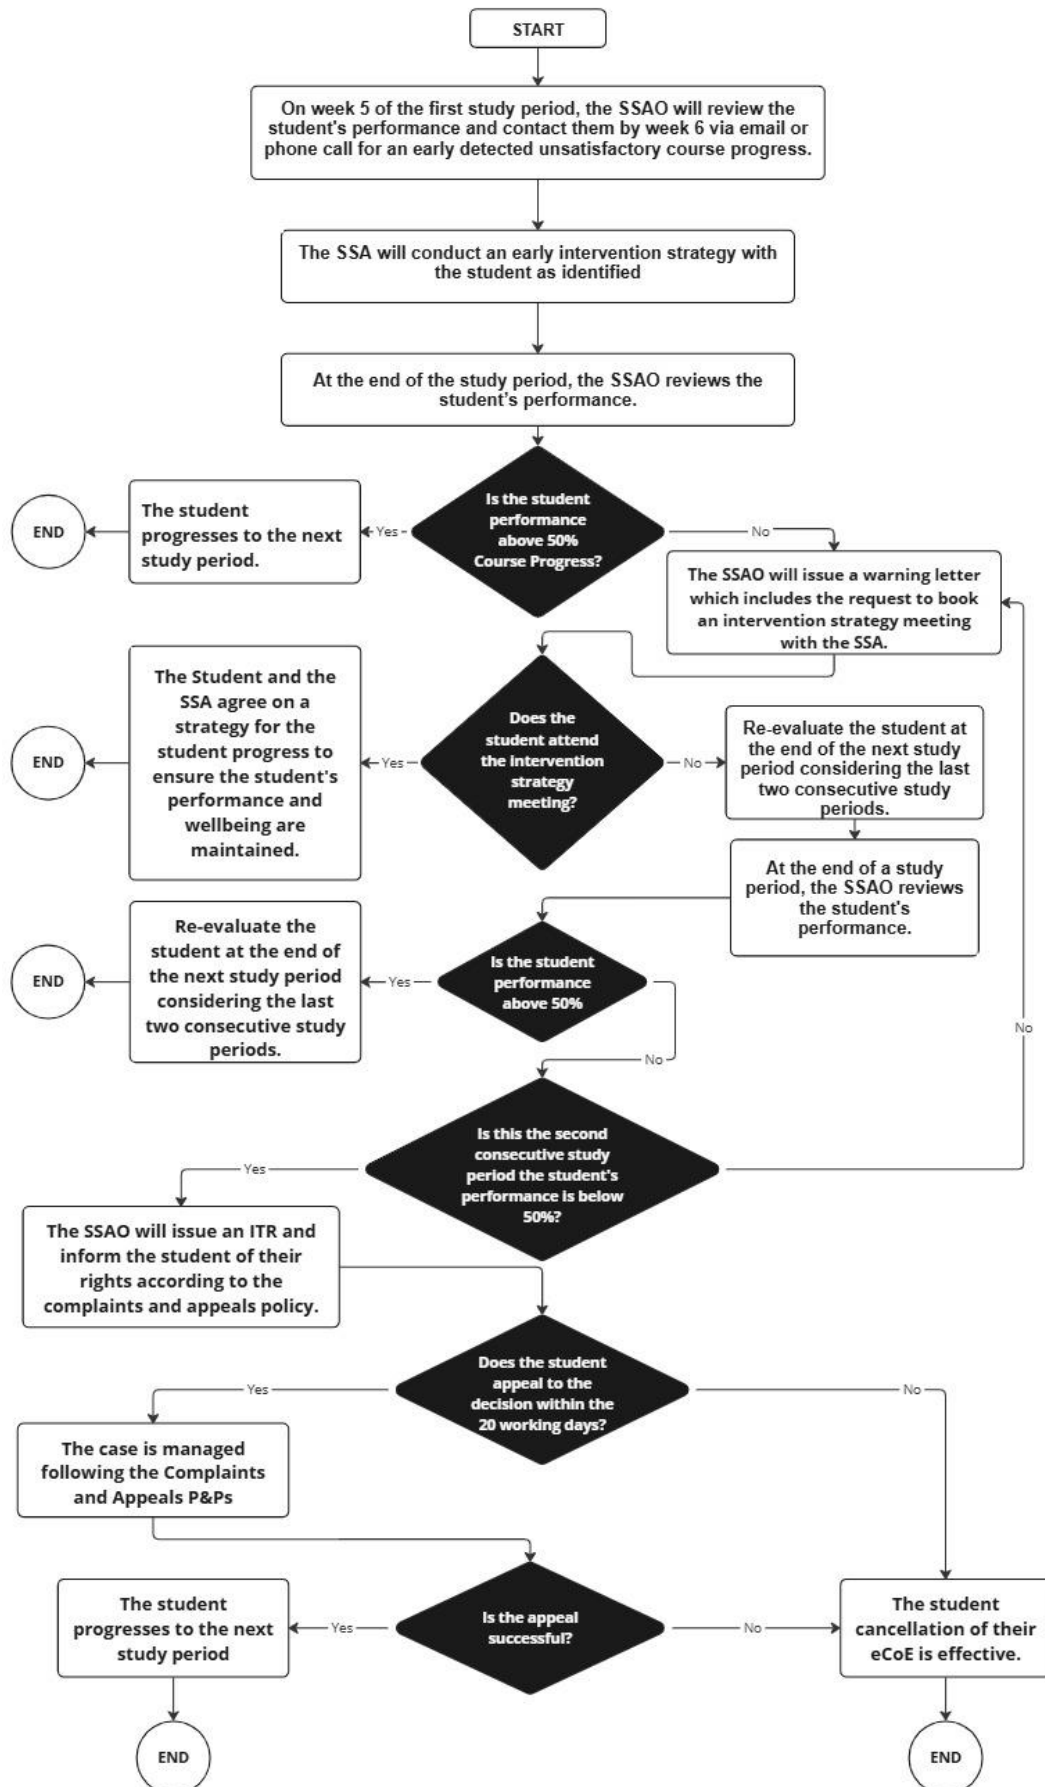 START
On week 5 of the first study period, the SSAO will review the
student's performance and contact them by week 6 via email or
phone call for an early detected unsatisfactory course progress.
The SSA will conduct an early intervention strategy with
the student as identified
At the end of the study period, the SSAO reviews the
student's performance.
Is the student
performance
above 50%
Course Progress?
Yes
The student
progresses to the next
study period.
END
No
The SSAO will issue a warning letter
which includes the request to book
an intervention strategy meeting
with the SSA.
Does the
student attend
the intervention
strategy
meeting?
Yes
The Student and the
SSA agree on a
strategy for the
student progress to
ensure the student's
performance and
wellbeing are
maintained.
END
No
Re-evaluate the student at
the end of the next study
period considering the last
two consecutive study
periods.
At the end of a study
period, the SSAO reviews
the student's
performance.
Is the student
performance
above 50%
Yes
Re-evaluate the
student at the end of
the next study period
considering the last
two consecutive study
periods.
END
No
Is this the second
consecutive study
period the student's
performance is below
50%?
No
Yes
The SSAO will issue an ITR and
inform the student of their
rights according to the
complaints and appeals policy.
Does the student
appeal to the
decision within the
20 working days?
Yes
No
The case is managed
following the Complaints
and Appeals P&Ps
Is the appeal
successful?
Yes
The student
progresses to the next
study period
END
No
The student
cancellation of their
eCoE is effective.
END